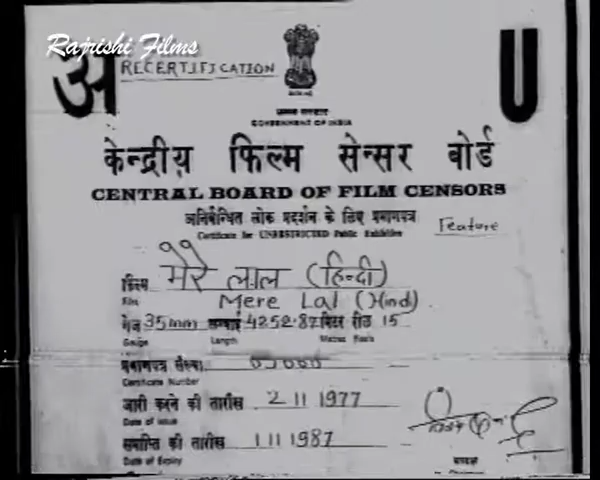 Rajrishi Films
अ RECERTIFICATION U
भारत सरकार
GOVERNMENT OF INDIA
केन्द्रीय फिल्म सेन्सर बोर्ड
CENTRAL BOARD OF FILM CENSORS
अनिर्बन्धित लोक प्रदर्शन के लिए प्रमाणपत्र
Certificate for UNRESTRICTED Public Exhibition Feature
फिल्म मेरे लाल (हिन्दी)
Film Mere Lal (Hindi)
गेज 35mm लम्बाई 4252.87 मिटर रील 15
Gauge Length Metres Reels
प्रमाणपत्र संख्या
Certificate Number
जारी करने की तारीख 2 11 1977
Date of Issue
समाप्ति की तारीख 1 11 1987
Date of Expiry